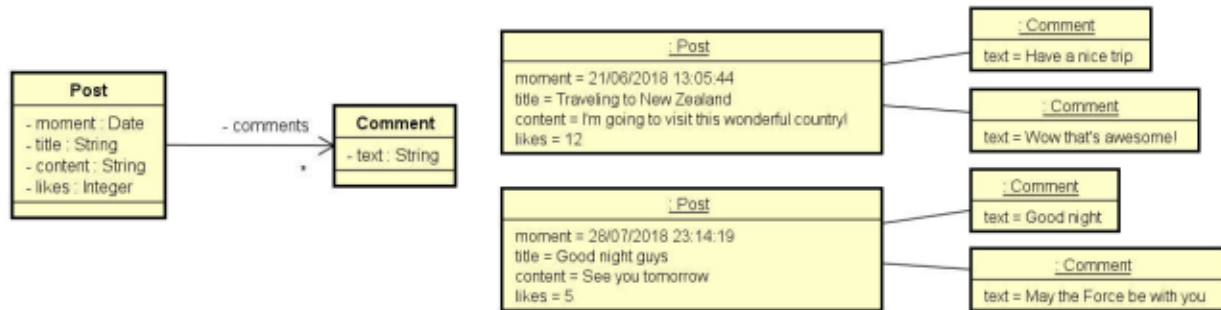 Post
- moment : Date
- title : String
- content : String
- likes : Integer
- comments
*
Comment
- text : String
: Post
moment = 21/06/2018 13:05:44
title = Traveling to New Zealand
content = I'm going to visit this wonderful country!
likes = 12
: Comment
text = Have a nice trip
: Comment
text = Wow that's awesome!
: Post
moment = 28/07/2018 23:14:19
title = Good night guys
content = See you tomorrow
likes = 5
: Comment
text = Good night
: Comment
text = May the Force be with you